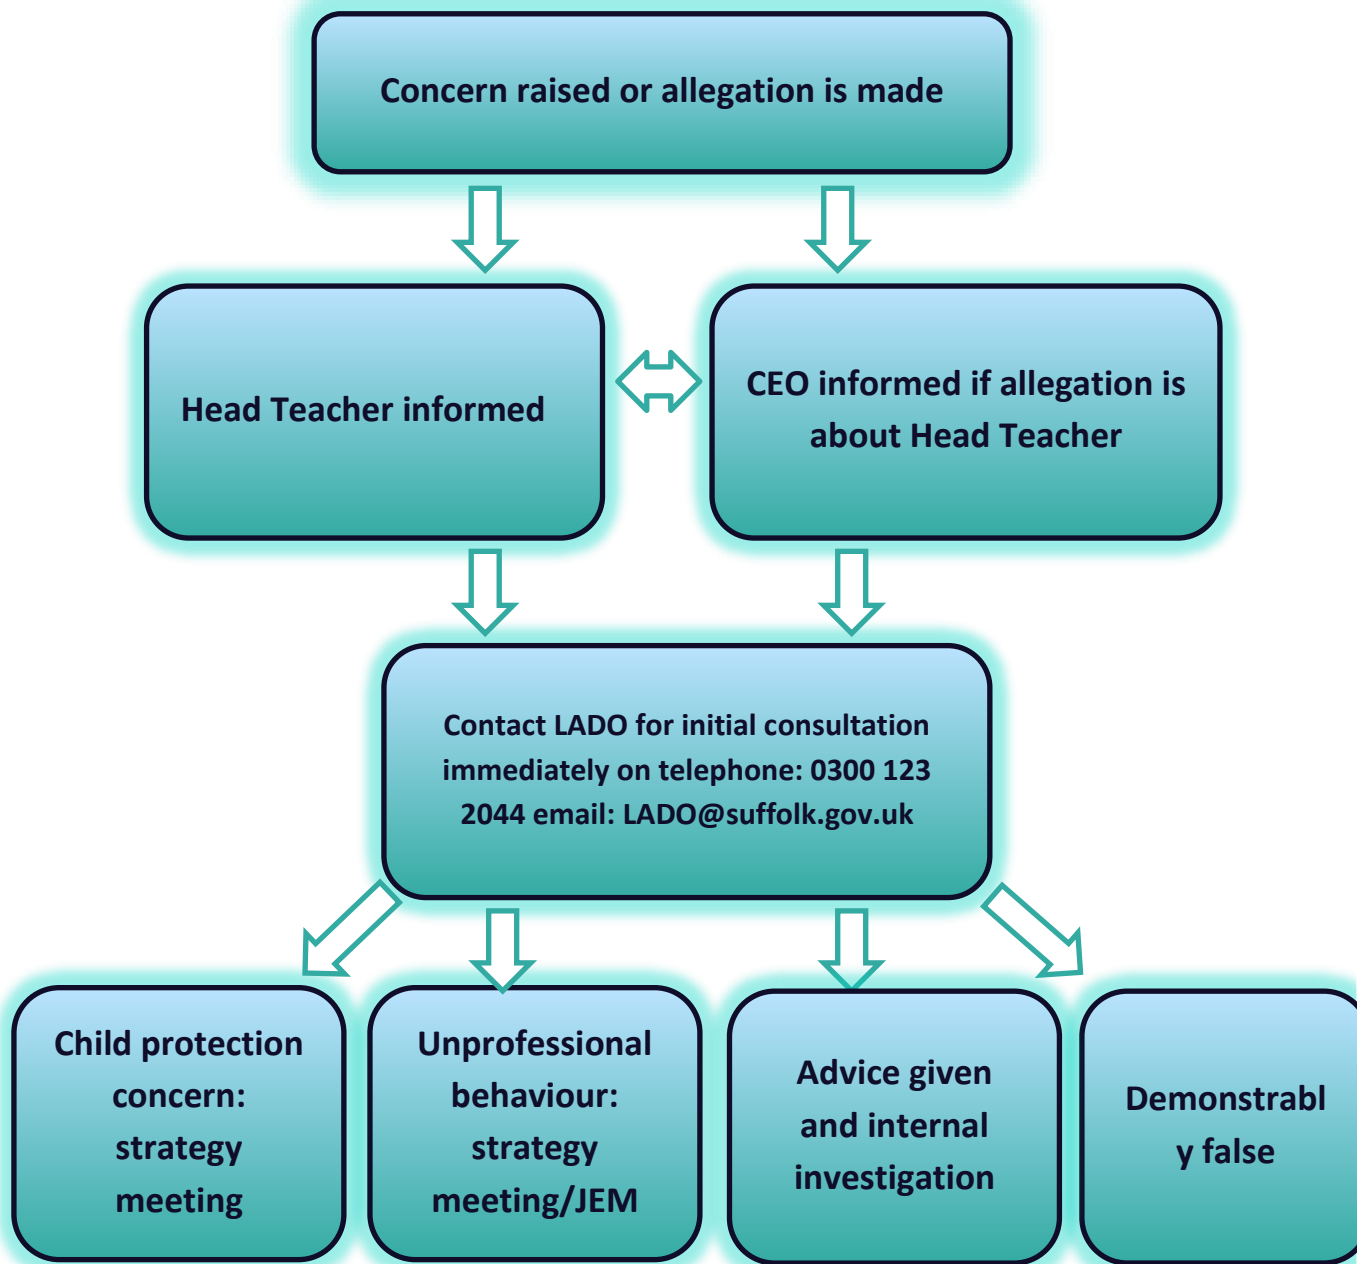 Concern raised or allegation is made
Head Teacher informed
CEO informed if allegation is
about Head Teacher
Contact LADO for initial consultation
immediately on telephone: 0300 123
2044 email: LADO@suffolk.gov.uk
Child protection
concern:
strategy
meeting
Unprofessional
behaviour:
strategy
meeting/JEM
Advice given
and internal
investigation
Demonstrabl
y false